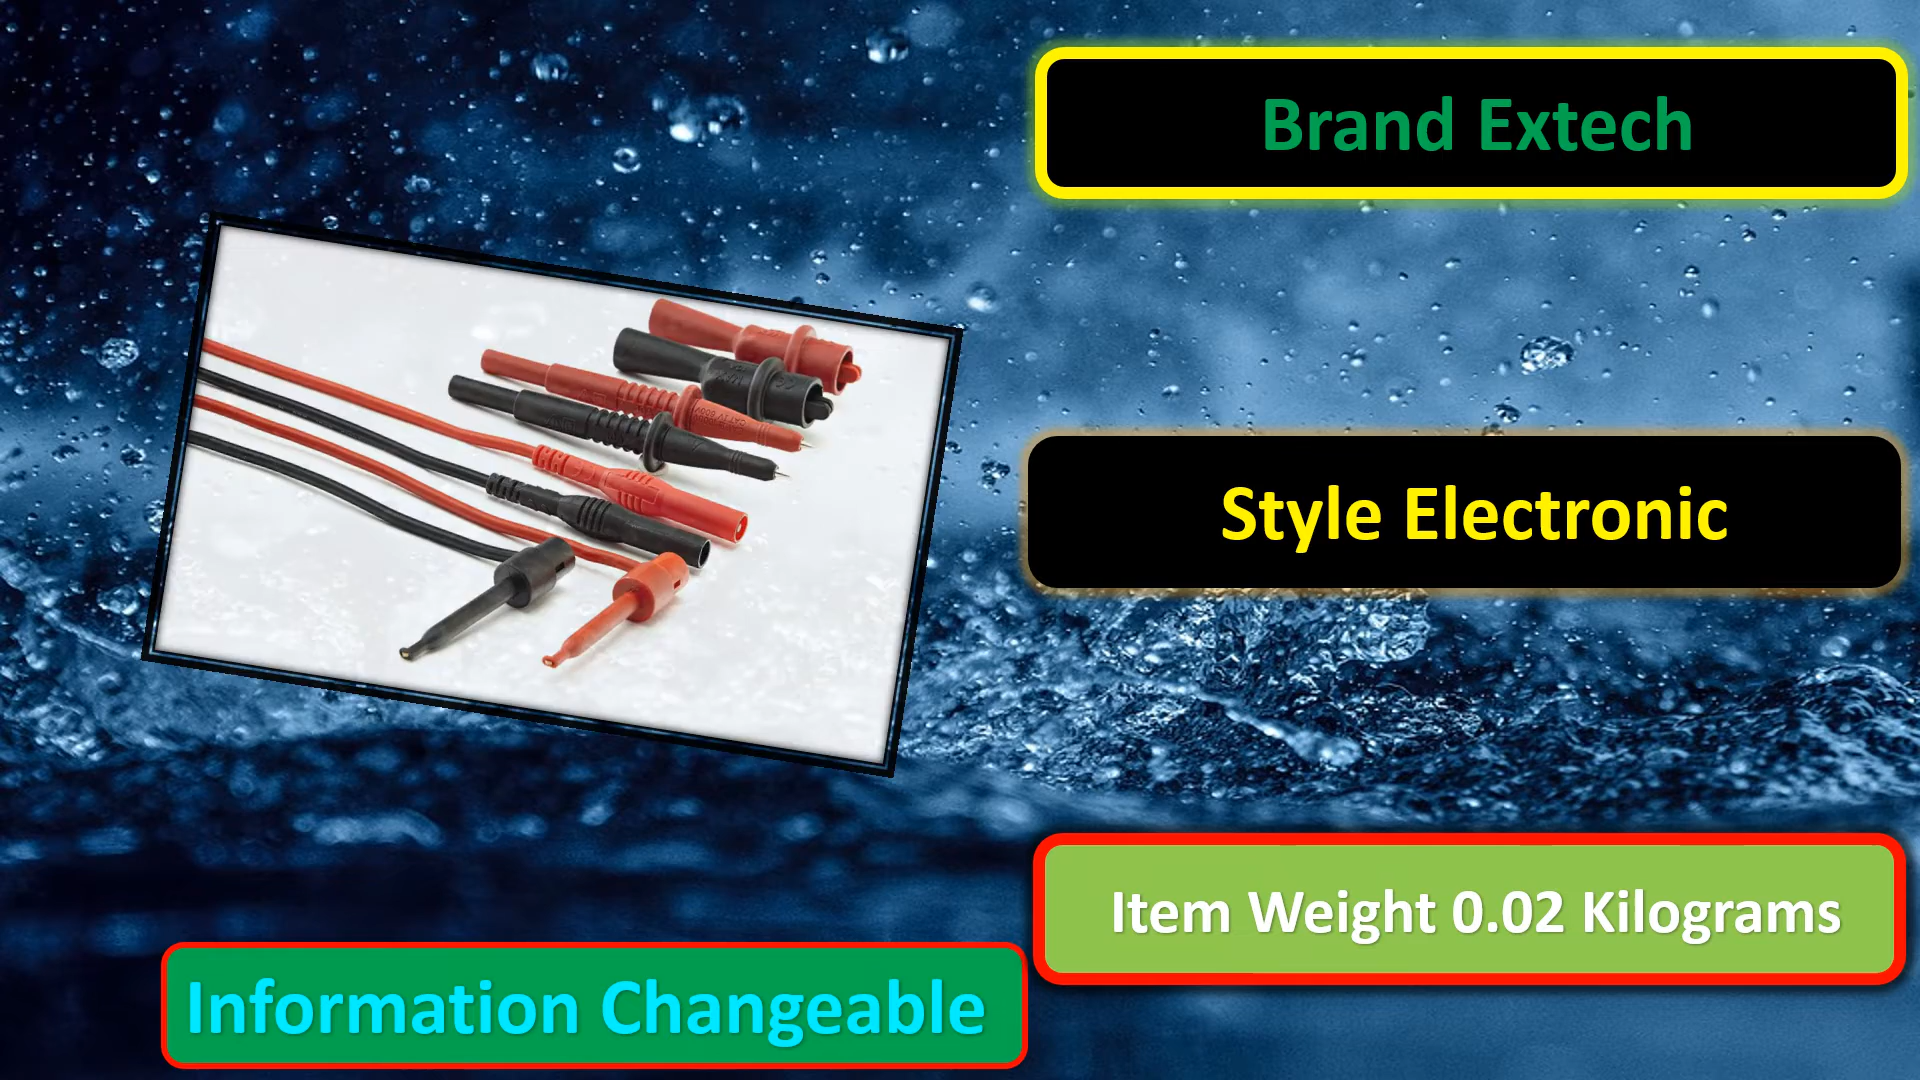 Brand Extech
Style Electronic
Item Weight 0.02 Kilograms
Information Changeable